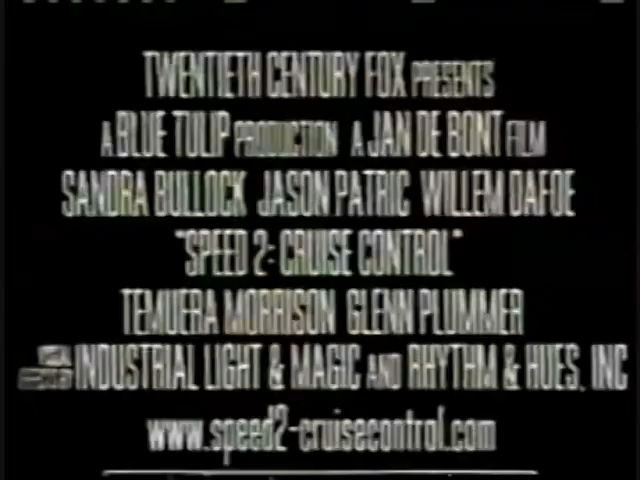 TWENTIETH CENTURY FOX PRESENTS
A BLUE TULIP PRODUCTION A JAN DE BONT FILM
SANDRA BULLOCK JASON PATRIC WILLEM DAFOE
"SPEED 2: CRUISE CONTROL"
TEMUERA MORRISON GLENN PLUMMER
INDUSTRIAL LIGHT & MAGIC AND RHYTHM & HUES, INC
www.speed2-cruisecontrol.com